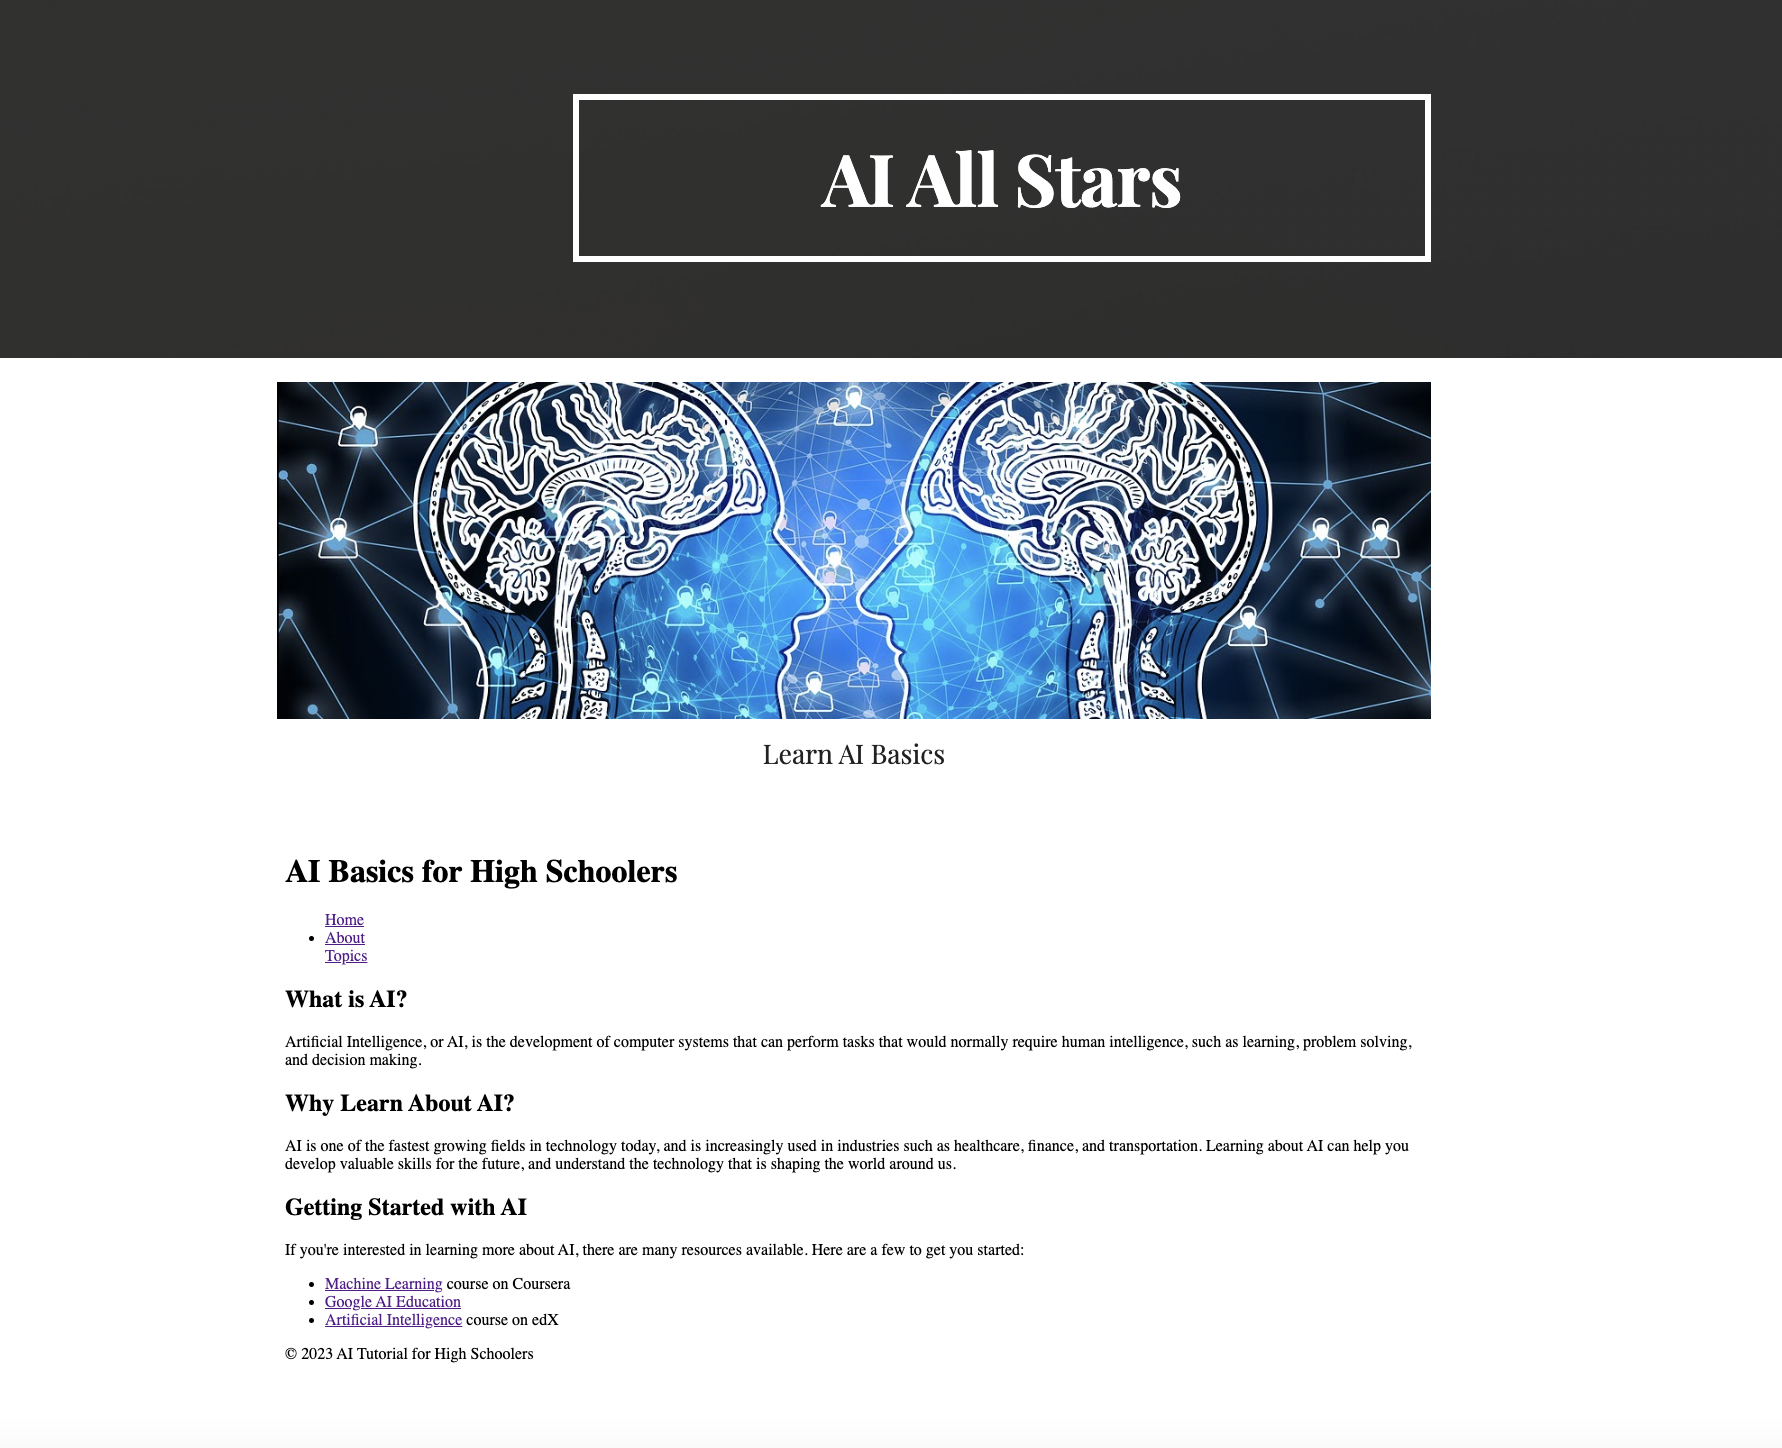 AI All Stars
Learn AI Basics
AI Basics for High Schoolers
Home
About
Topics
What is AI?
Artificial Intelligence, or AI, is the development of computer systems that can perform tasks that would normally require human intelligence, such as learning, problem solving,
and decision making.
Why Learn About AI?
AI is one of the fastest growing fields in technology today, and is increasingly used in industries such as healthcare, finance, and transportation. Learning about AI can help you
develop valuable skills for the future, and understand the technology that is shaping the world around us.
Getting Started with AI
If you're interested in learning more about AI, there are many resources available. Here are a few to get you started:
Machine Learning course on Coursera
Google AI Education
Artificial Intelligence course on edX
© 2023 AI Tutorial for High Schoolers